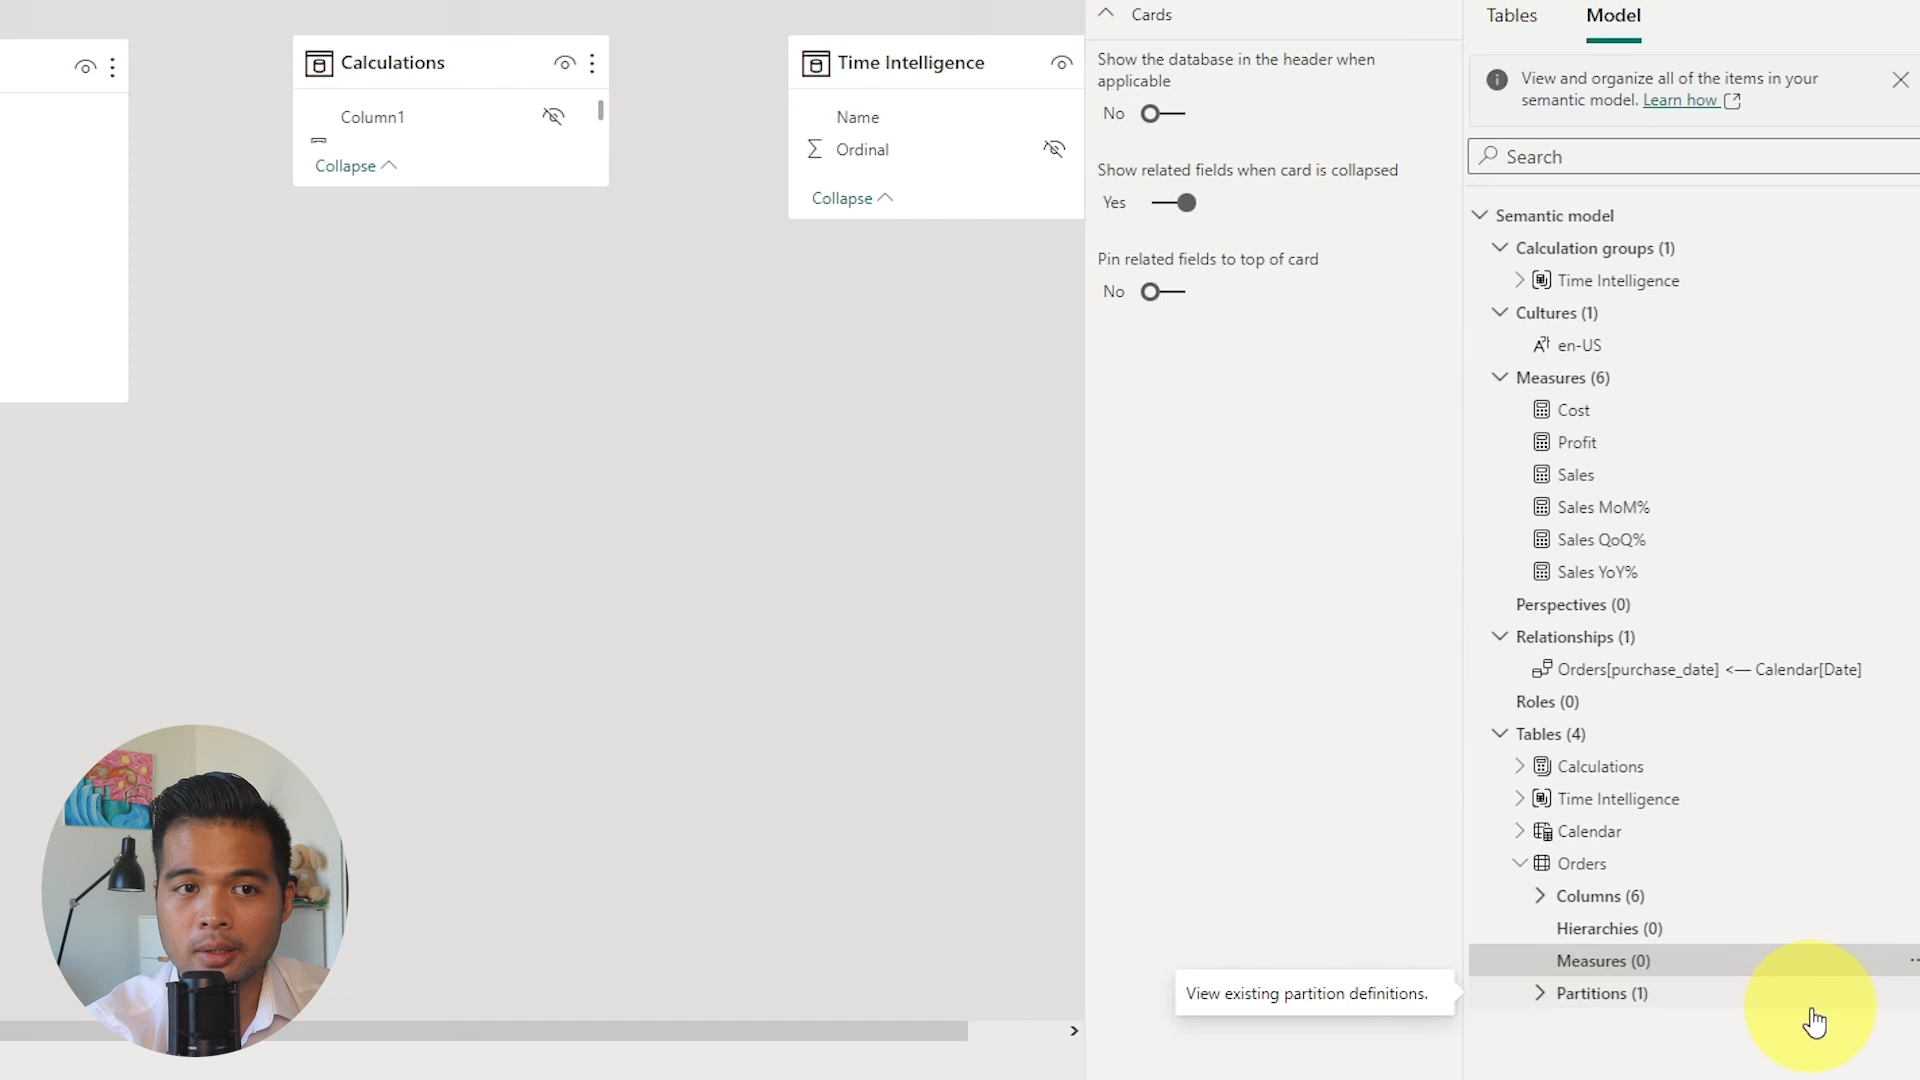 Calculations
Column1
Collapse
Time Intelligence
Name
Ordinal
Collapse
Cards
Show the database in the header when
applicable
No
Show related fields when card is collapsed
Yes
Pin related fields to top of card
No
View existing partition definitions.
Tables
Model
View and organize all of the items in your
semantic model. Learn how
Search
Semantic model
Calculation groups (1)
Time Intelligence
Cultures (1)
en-US
Measures (6)
Cost
Profit
Sales
Sales MoM%
Sales QoQ%
Sales YoY%
Perspectives (0)
Relationships (1)
Orders[purchase_date] <— Calendar[Date]
Roles (0)
Tables (4)
Calculations
Time Intelligence
Calendar
Orders
Columns (6)
Hierarchies (0)
Measures (0)
Partitions (1)